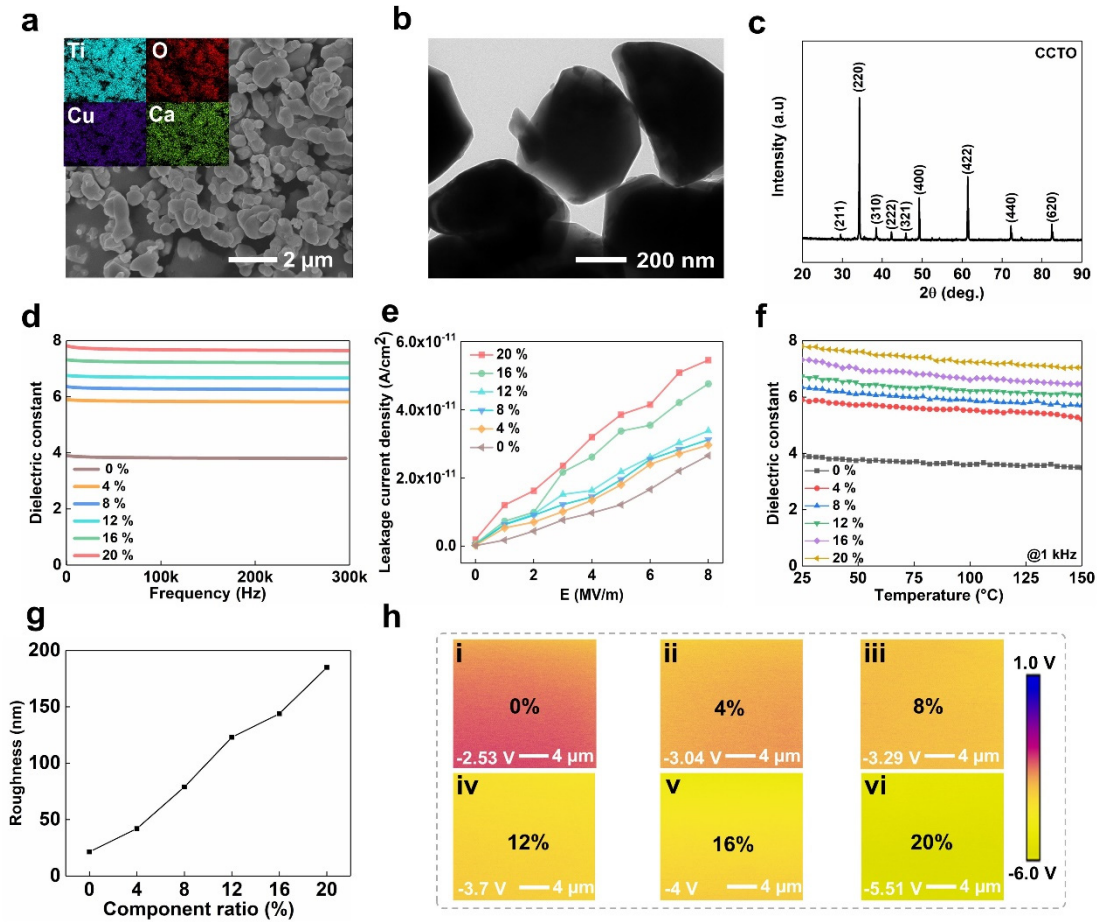 a
Ti
O
Cu
Ca
2 μm
b
200 nm
c
CCTO
Intensity (a.u)
(211)
(220)
(310)
(222)
(321)
(400)
(422)
(440)
(620)
20 30 40 50 60 70 80 90
2θ (deg.)
d
Dielectric constant
8
6
4
2
0
0 %
4 %
8 %
12 %
16 %
20 %
0 100k 200k 300k
Frequency (Hz)
e
Leakage current density (A/cm²)
6.0x10⁻¹¹
4.0x10⁻¹¹
2.0x10⁻¹¹
0.0
20 %
16 %
12 %
8 %
4 %
0 %
0 2 4 6 8
E (MV/m)
f
Dielectric constant
8
6
4
2
0
0 %
4 %
8 %
12 %
16 %
20 %
@1 kHz
25 50 75 100 125 150
Temperature (°C)
g
Roughness (nm)
200
150
100
50
0
0 4 8 12 16 20
Component ratio (%)
h
i
0%
-2.53 V 4 μm
ii
4%
-3.04 V 4 μm
iii
8%
-3.29 V 4 μm
iv
12%
-3.7 V 4 μm
v
16%
-4 V 4 μm
vi
20%
-5.51 V 4 μm
1.0 V
-6.0 V